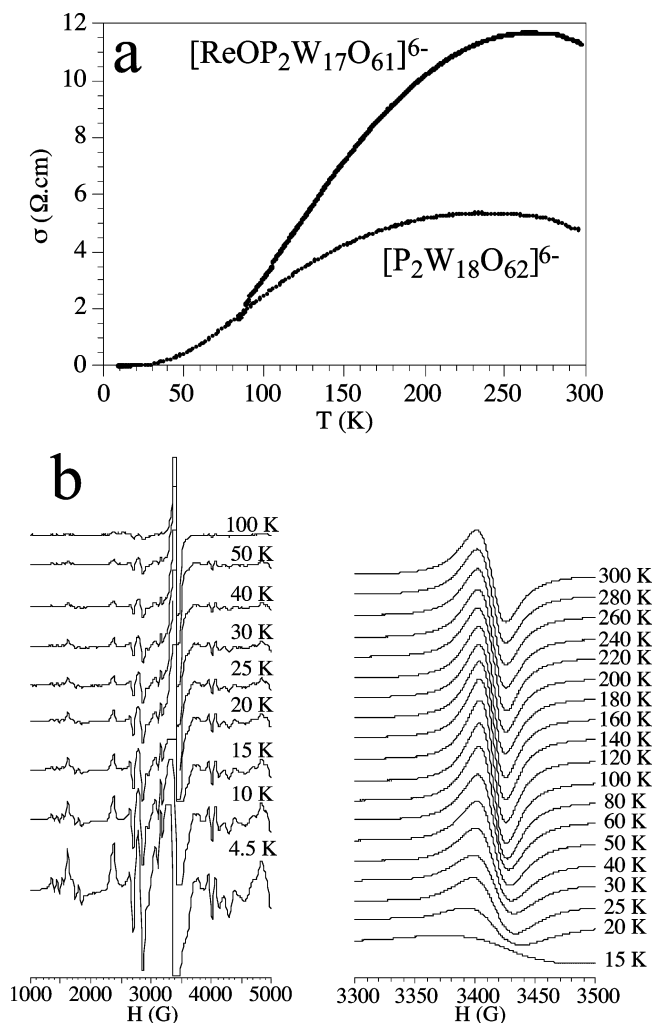 a
[ReOP2W17O61]6-
[P2W18O62]6-
σ (Ω.cm)
12
10
8
6
4
2
0
0 50 100 150 200 250 300
T (K)
b
100 K
50 K
40 K
30 K
25 K
20 K
15 K
10 K
4.5 K
1000 2000 3000 4000 5000
H (G)
300 K
280 K
260 K
240 K
220 K
200 K
180 K
160 K
140 K
120 K
100 K
80 K
60 K
50 K
40 K
30 K
25 K
20 K
15 K
3300 3400 3450 3500
H (G)